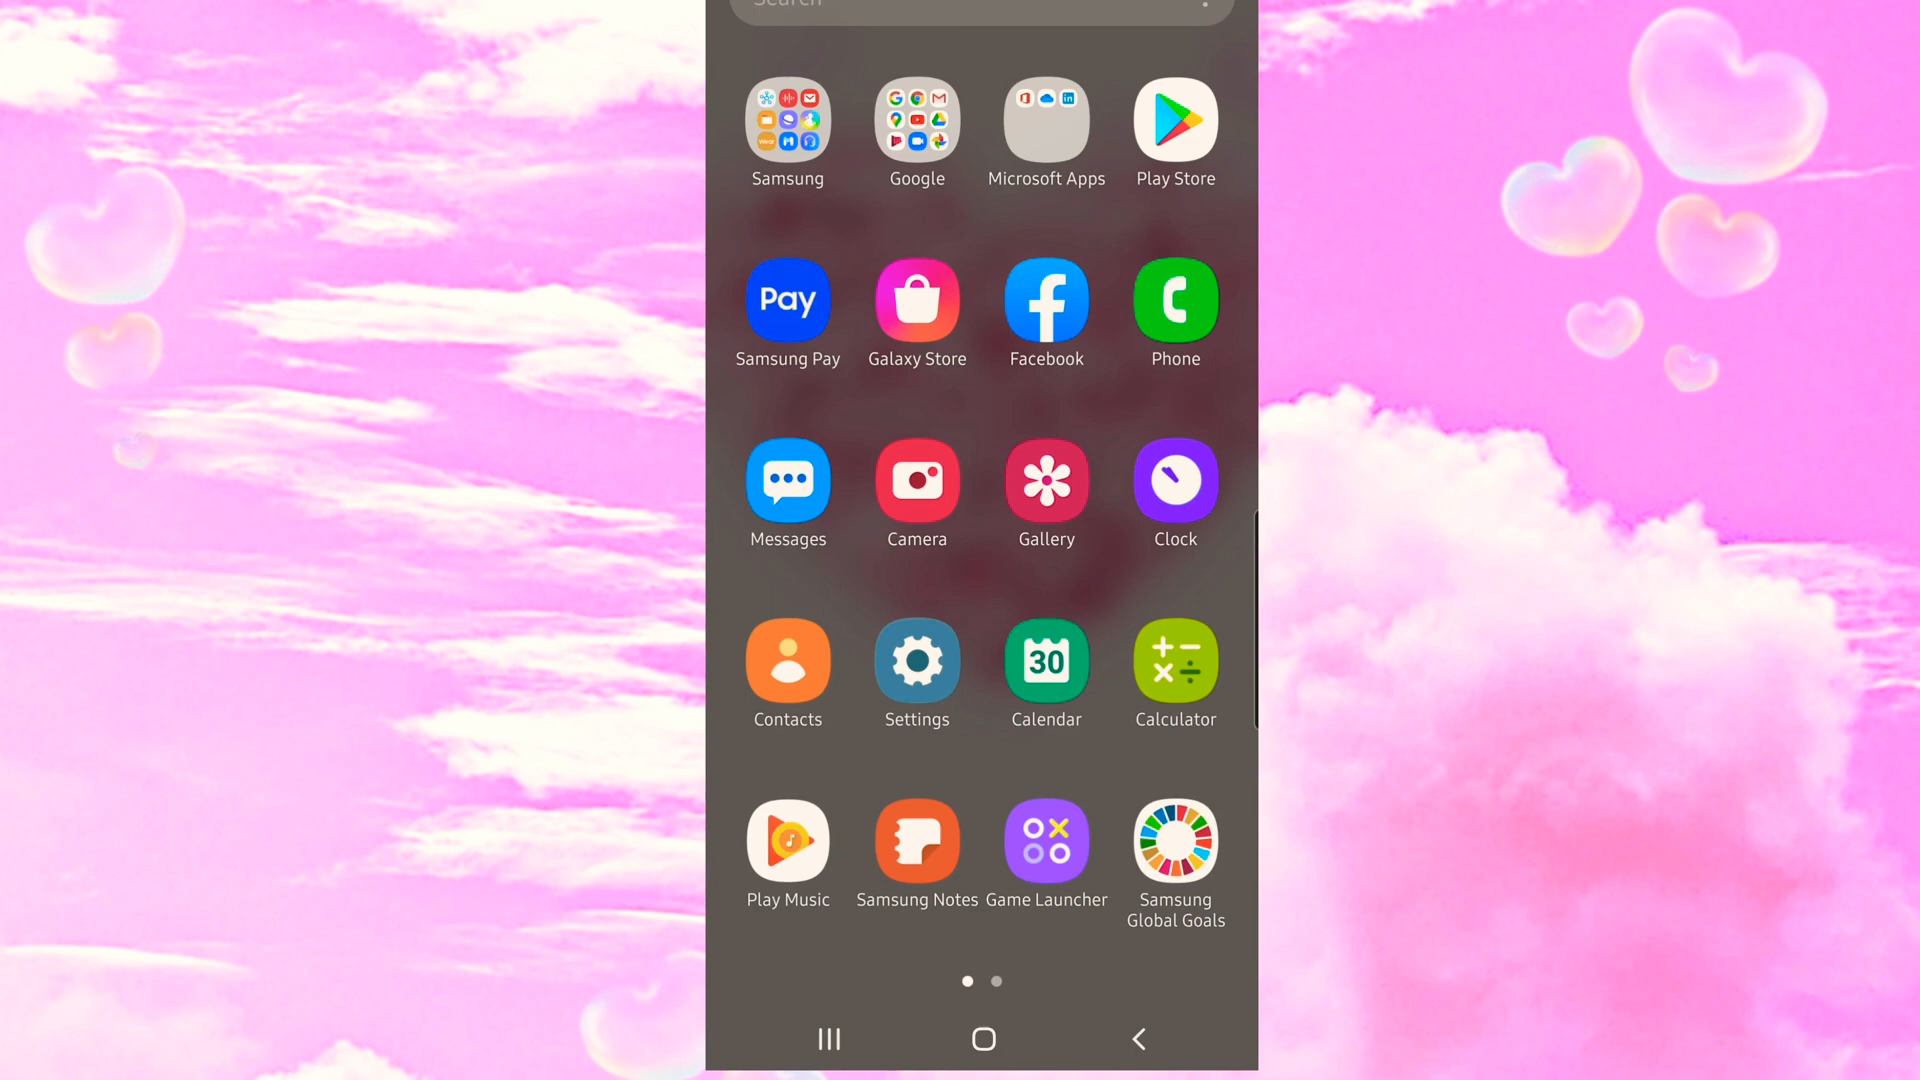 Search
Samsung
Google
Microsoft Apps
Play Store
Pay
Samsung Pay
Galaxy Store
Facebook
Phone
Messages
Camera
Gallery
Clock
30
Contacts
Settings
Calendar
Calculator
Play Music
Samsung Notes
Game Launcher
Samsung
Global Goals